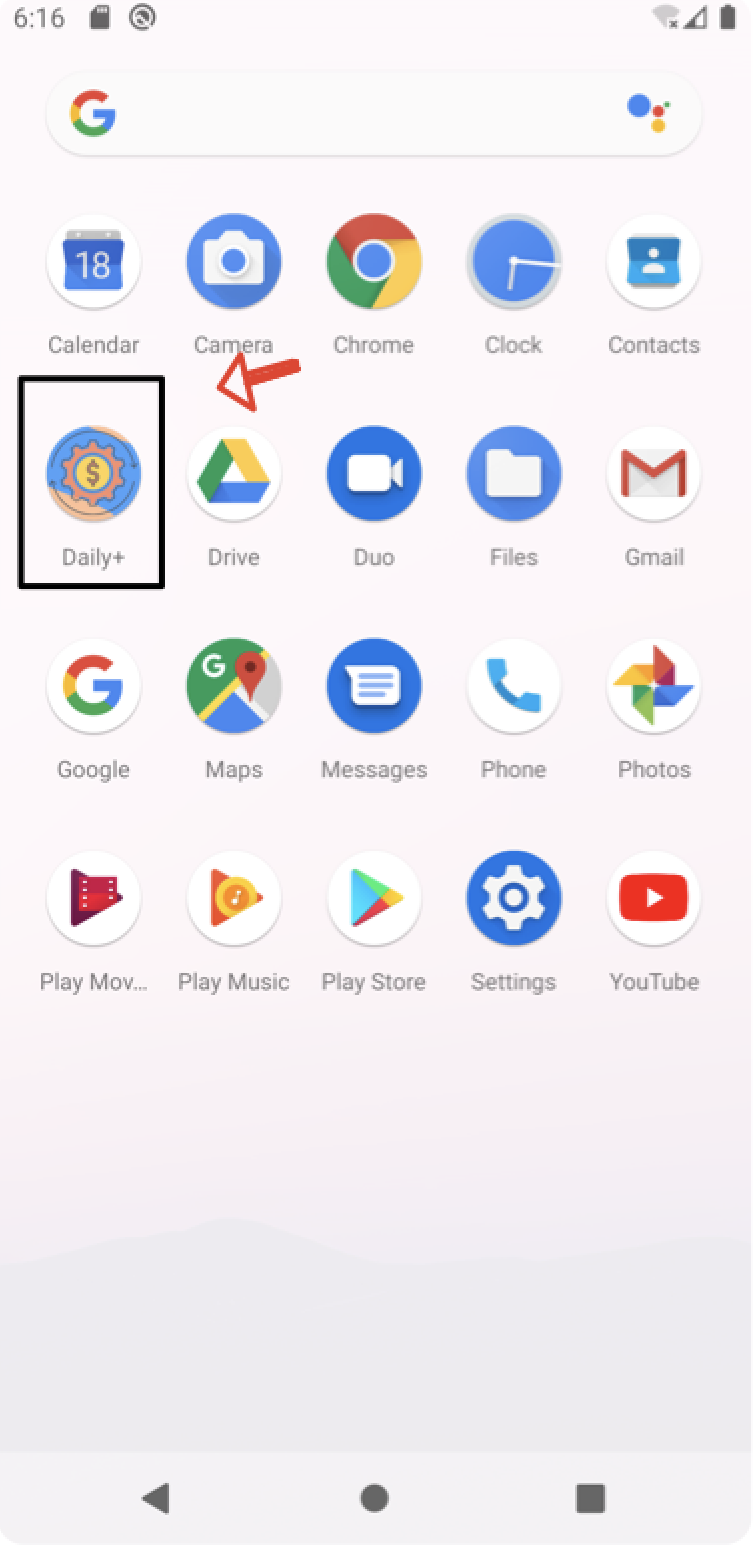 6:16
G
18
Calendar Camera Chrome Clock Contacts
$
Daily+ Drive Duo Files Gmail
G G
Google Maps Messages Phone Photos
Play Mov... Play Music Play Store Settings YouTube